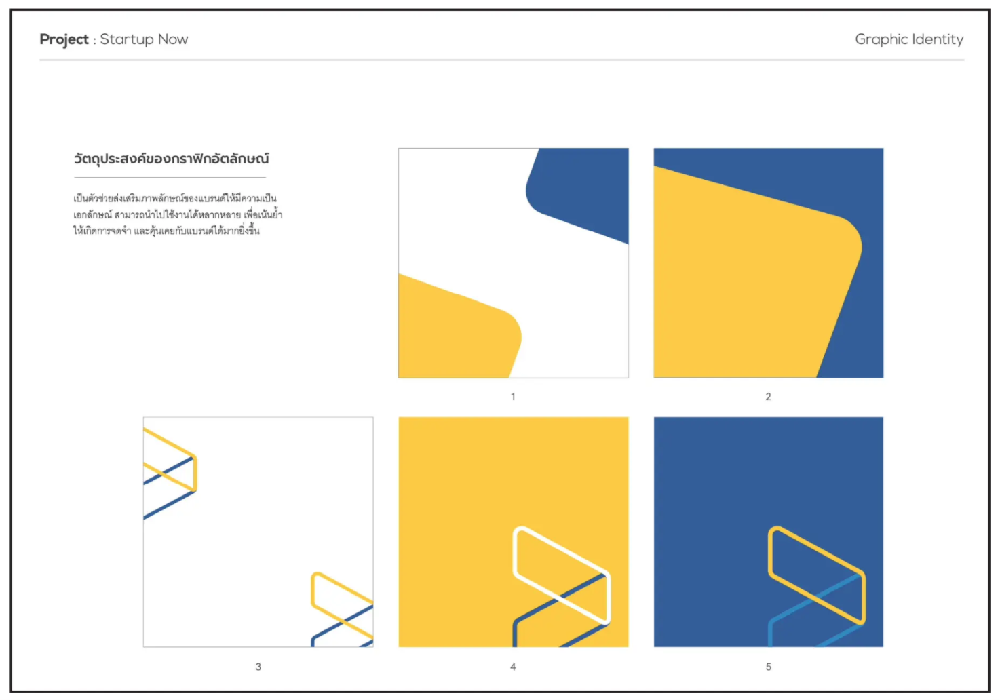 Project : Startup Now
Graphic Identity
วัตถุประสงค์ของกราฟิกอัตลักษณ์
เป็นตัวช่วยส่งเสริมภาพลักษณ์ของแบรนด์ให้มีความเป็น
เอกลักษณ์ สามารถนำไปใช้งานได้หลากหลาย เพื่อเน้นย้ำ
ให้เกิดการจดจำ และคุ้นเคยกับแบรนด์ได้มากยิ่งขึ้น
1
2
3
4
5